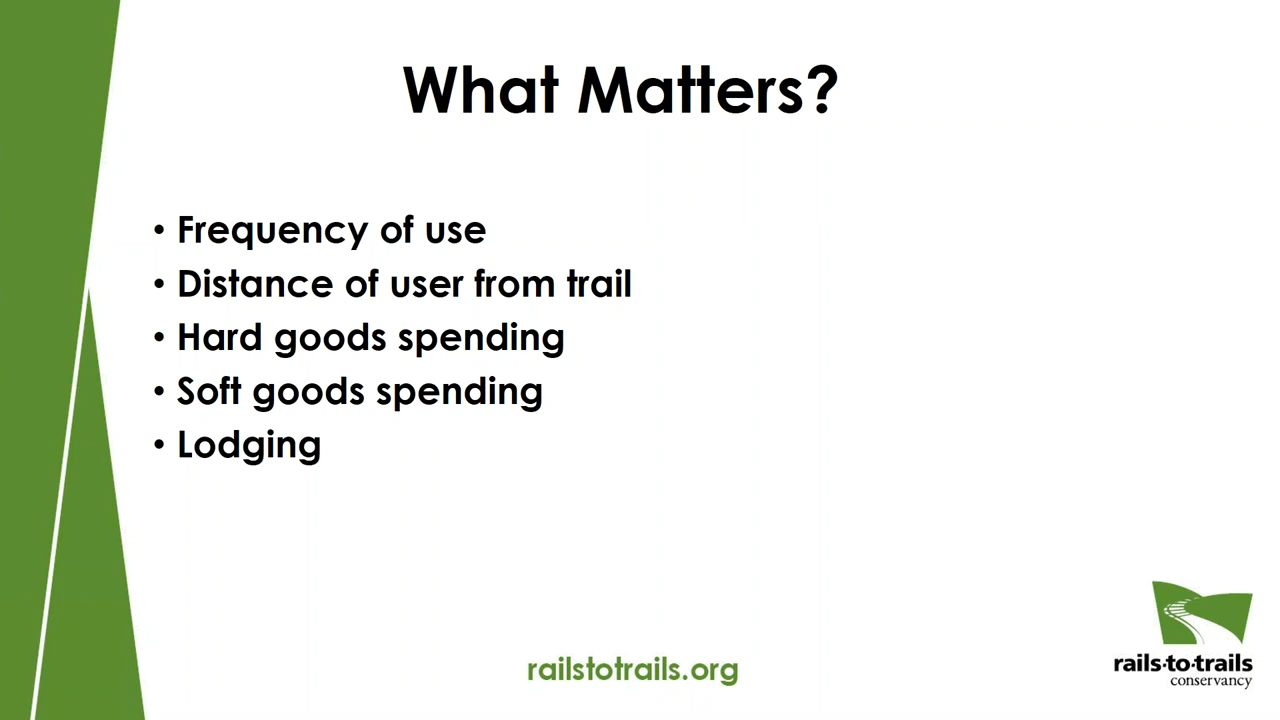 What Matters?
• Frequency of use
• Distance of user from trail
• Hard goods spending
• Soft goods spending
• Lodging
railstotrails.org
rails·to·trails
conservancy